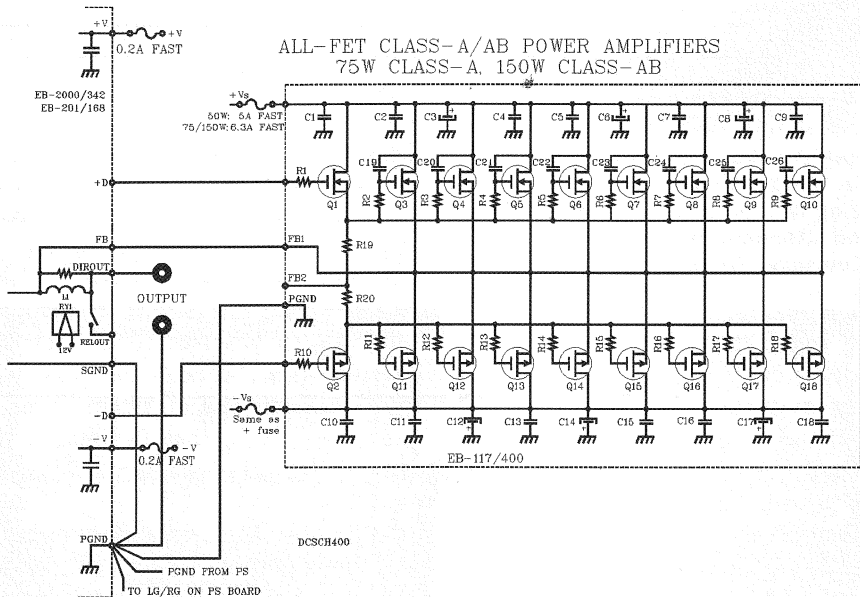 ALL-FET CLASS-A/AB POWER AMPLIFIERS
75W CLASS-A, 150W CLASS-AB
+V
+V
0.2A FAST
EB-2000/342
EB-201/168
+Vs
50W: 5A FAST
75/150W:6.3A FAST
C1
C2
C3
C4
C5
C6
C7
C8
C9
+D
R1
Q1
C19
R2
Q3
C20
R3
Q4
C21
R4
Q5
C22
R5
Q6
C23
R6
Q7
C24
R7
Q8
C25
R8
Q9
C26
R9
Q10
FB
FB1
R19
DIROUT
FB2
R20
OUTPUT
L1
RY1
12V
RELOUT
PGND
SGND
R10
Q2
R11
Q11
R12
Q12
R13
Q13
R14
Q14
R15
Q15
R16
Q16
R17
Q17
R18
Q18
-D
-Vs
Same as
+ fuse
C10
C11
C12
C13
C14
C15
C16
C17
C18
-V
-V
0.2A FAST
EB-117/400
PGND
DCSCH400
PGND FROM PS
TO LG/RG ON PS BOARD